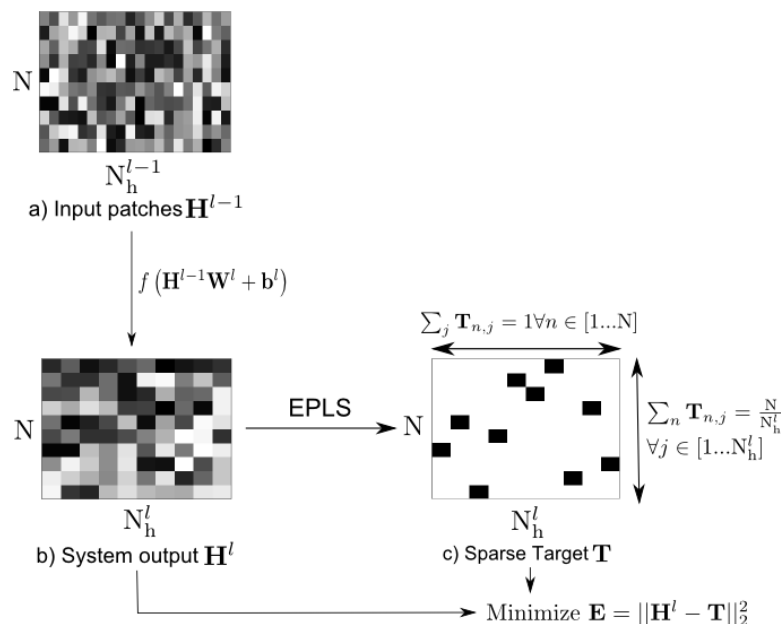 N
N_h^{l-1}
a) Input patches H^{l-1}
f (H^{l-1}W^l + b^l)
∑_j T_{n,j} = 1∀n ∈ [1...N]
N
EPLS
N
∑_n T_{n,j} = N/N_h^l
∀j ∈ [1...N_h^l]
N_h^l
b) System output H^l
N_h^l
c) Sparse Target T
Minimize E = ||H^l − T||_2^2